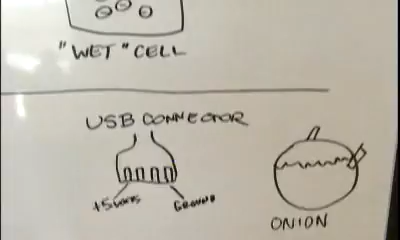 "WET" CELL
USB CONNECTOR
+5 VOLTS
GROUND
ONION